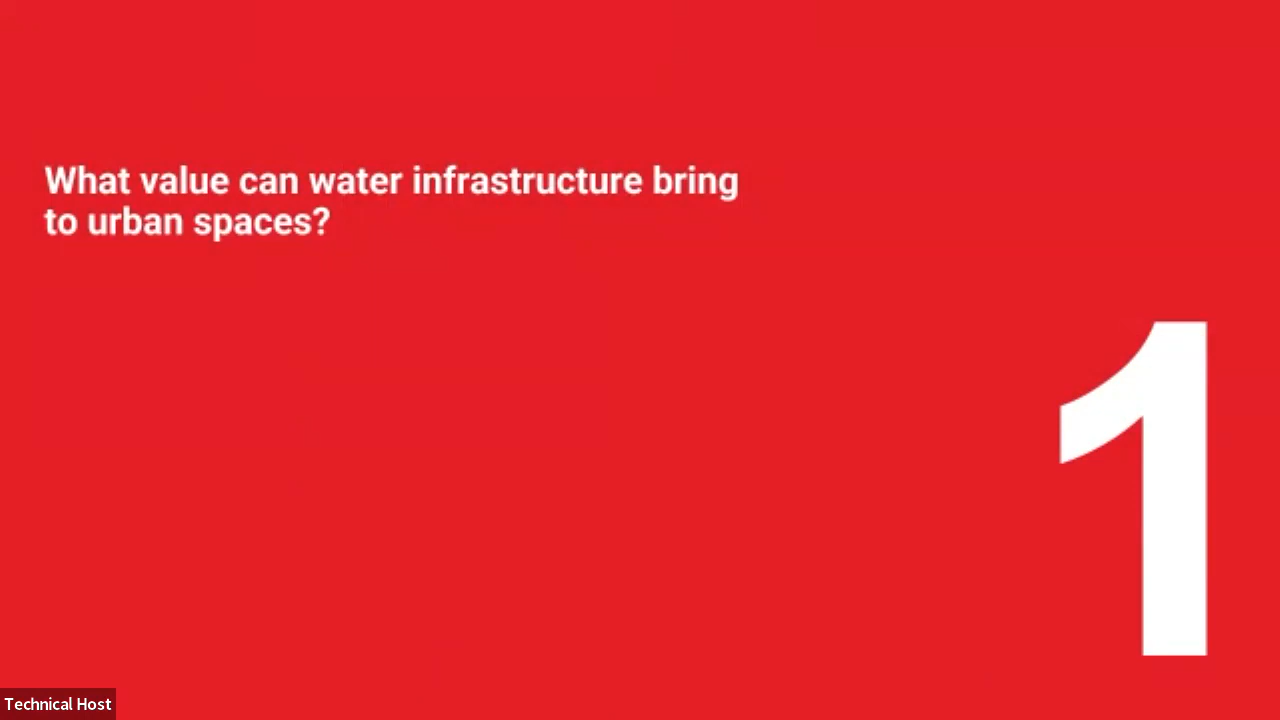 What value can water infrastructure bring
to urban spaces?
1
Technical Host